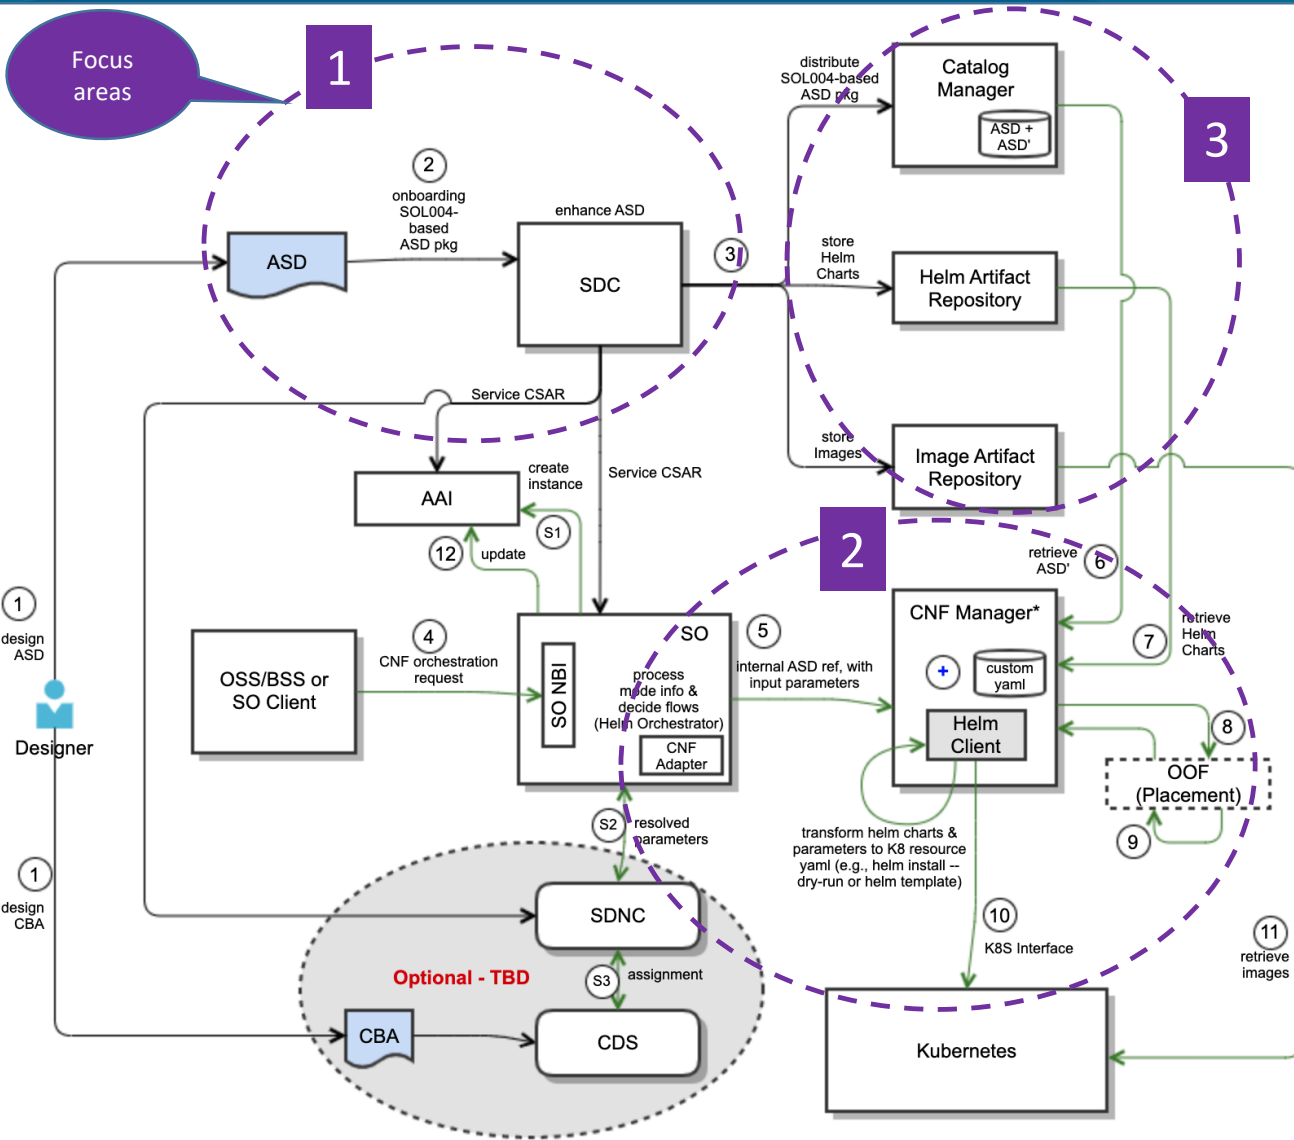 Focus
areas
1
distribute
SOL004-based
ASD pkg
Catalog
Manager
ASD +
ASD'
3
2
onboarding
SOL004-
based
ASD pkg
enhance ASD
ASD
SDC
3
store
Helm
Charts
Helm Artifact
Repository
Service CSAR
store
Images
Image Artifact
Repository
AAI
create
instance
Service CSAR
S1
12
update
2
retrieve
ASD'
6
1
design
ASD
OSS/BSS or
SO Client
4
CNF orchestration
request
SO
SO NBI
process
mode info &
decide flows
(Helm Orchestrator)
CNF
Adapter
5
internal ASD ref, with
input parameters
CNF Manager*
+
custom
yaml
Helm
Client
7
retrieve
Helm
Charts
8
OOF
(Placement)
9
Designer
S2
resolved
parameters
transform helm charts &
parameters to K8 resource
yaml (e.g., helm install --
dry-run or helm template)
1
design
CBA
SDNC
10
K8S Interface
11
retrieve
images
Optional - TBD
S3
assignment
CBA
CDS
Kubernetes